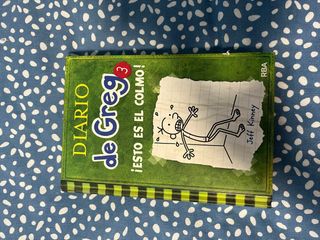 DIARIO
de Greg 3
¡ESTO ES EL COLMO!
Jeff Kinney
RBA